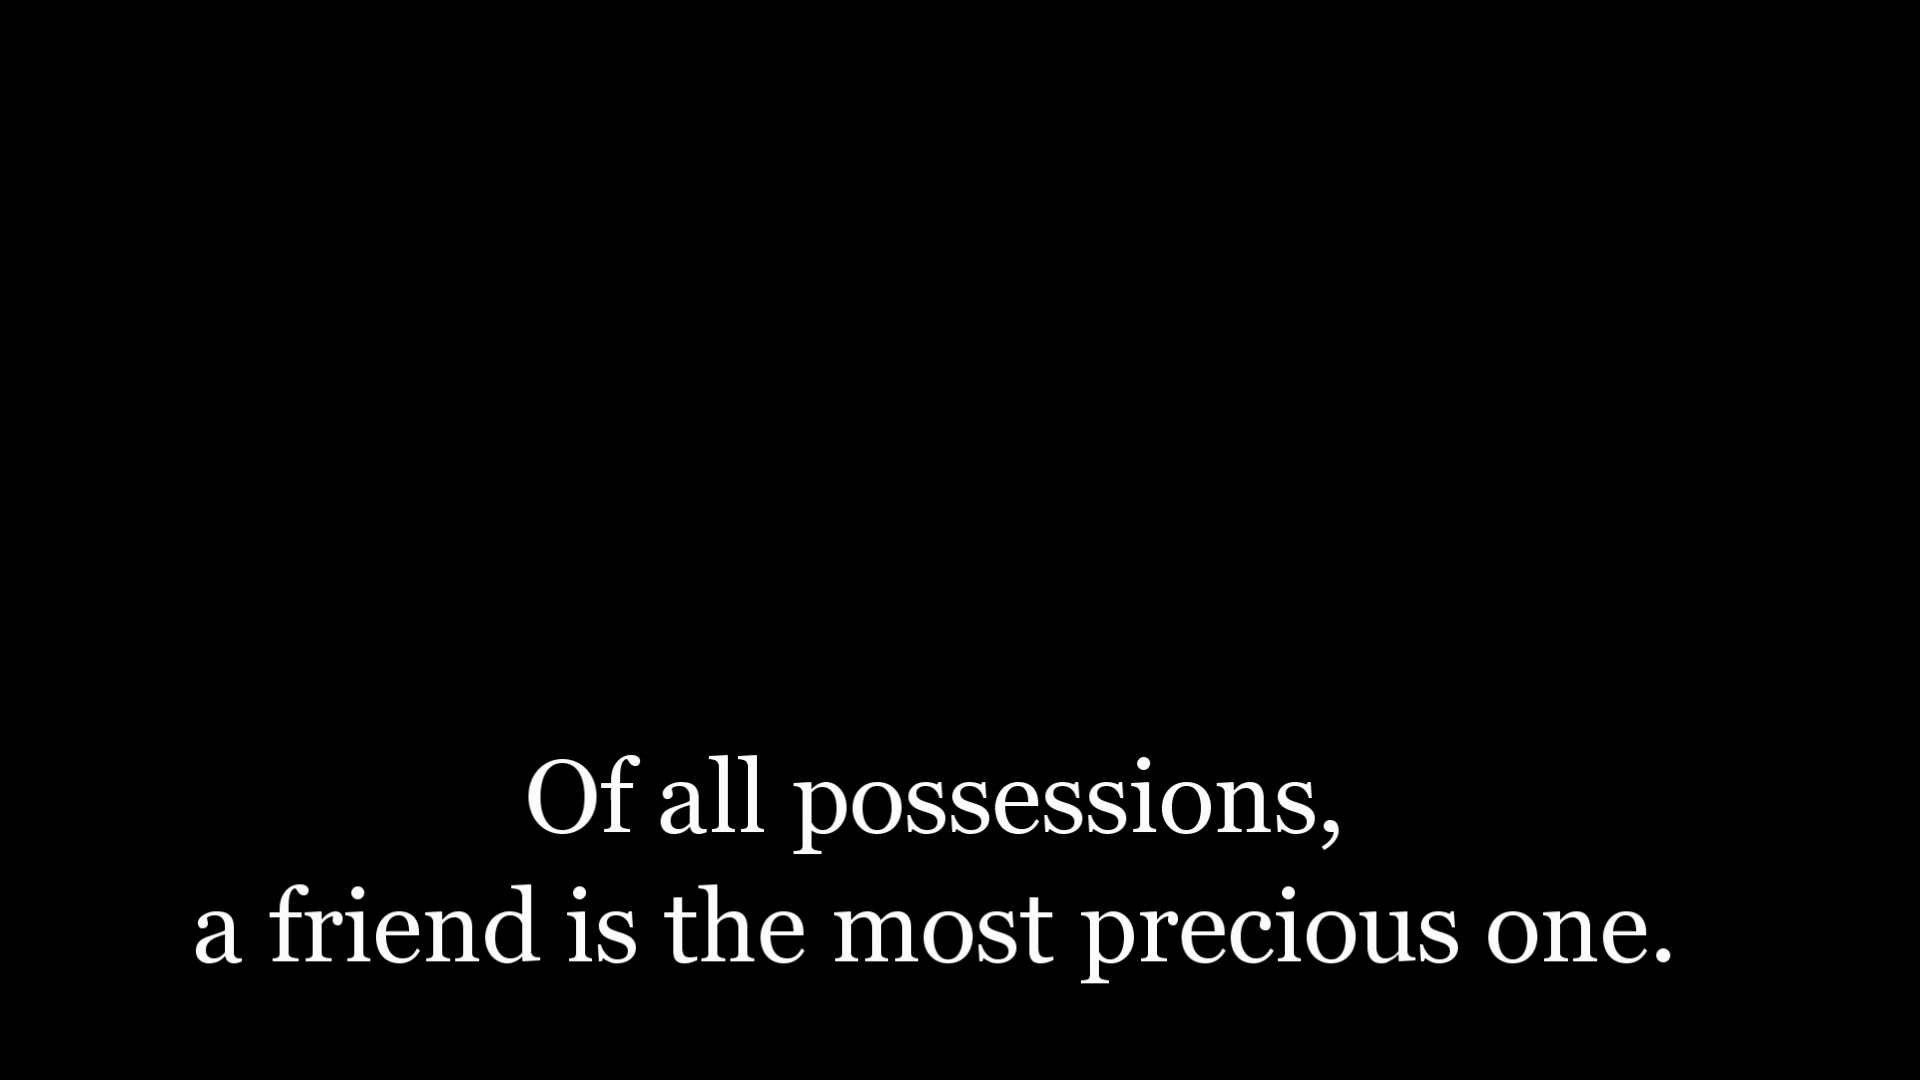 Of all possessions,
a friend is the most precious one.